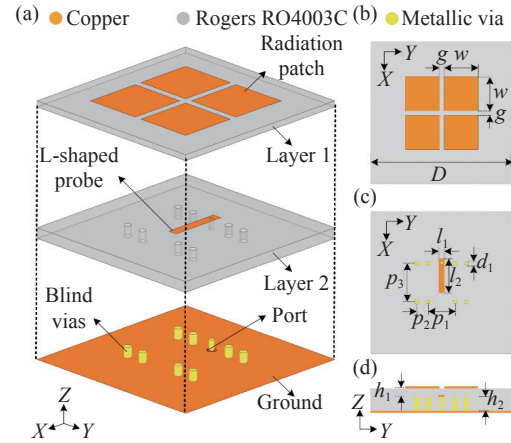 (a)
Copper
Rogers RO4003C
Metallic via
Radiation
patch
L-shaped
probe
Layer 1
Layer 2
Blind
vias
Port
Ground
Z
X
Y
(b)
Y
X
g
w
w
g
D
(c)
Y
X
l1
l2
d1
p3
p2
p1
(d)
Z
Y
h1
h2